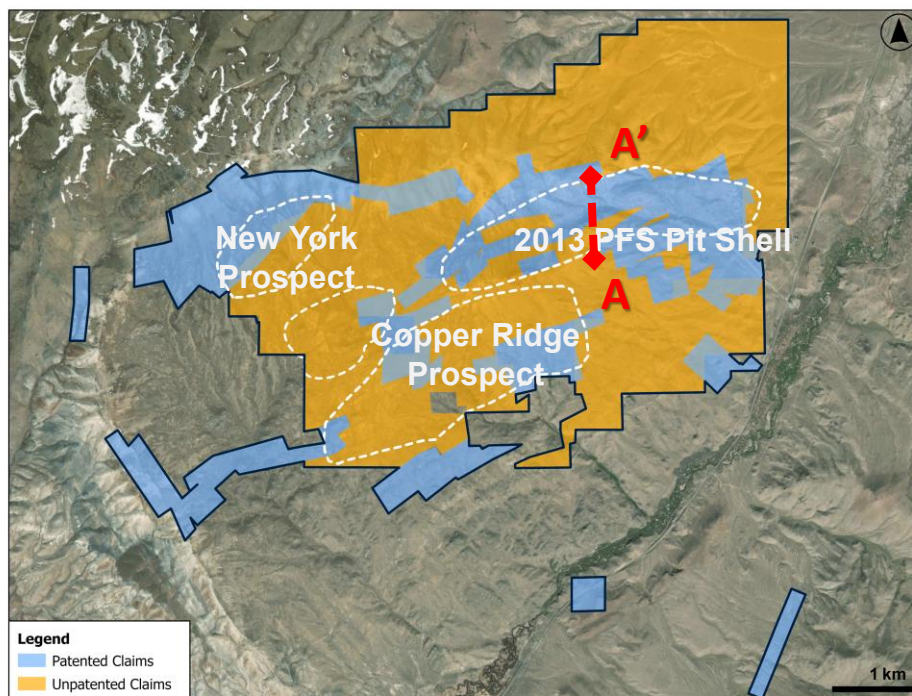 A’
New York
Prospect
2013 PFS Pit Shell
A
Copper Ridge
Prospect
Legend
Patented Claims
Unpatented Claims
1 km